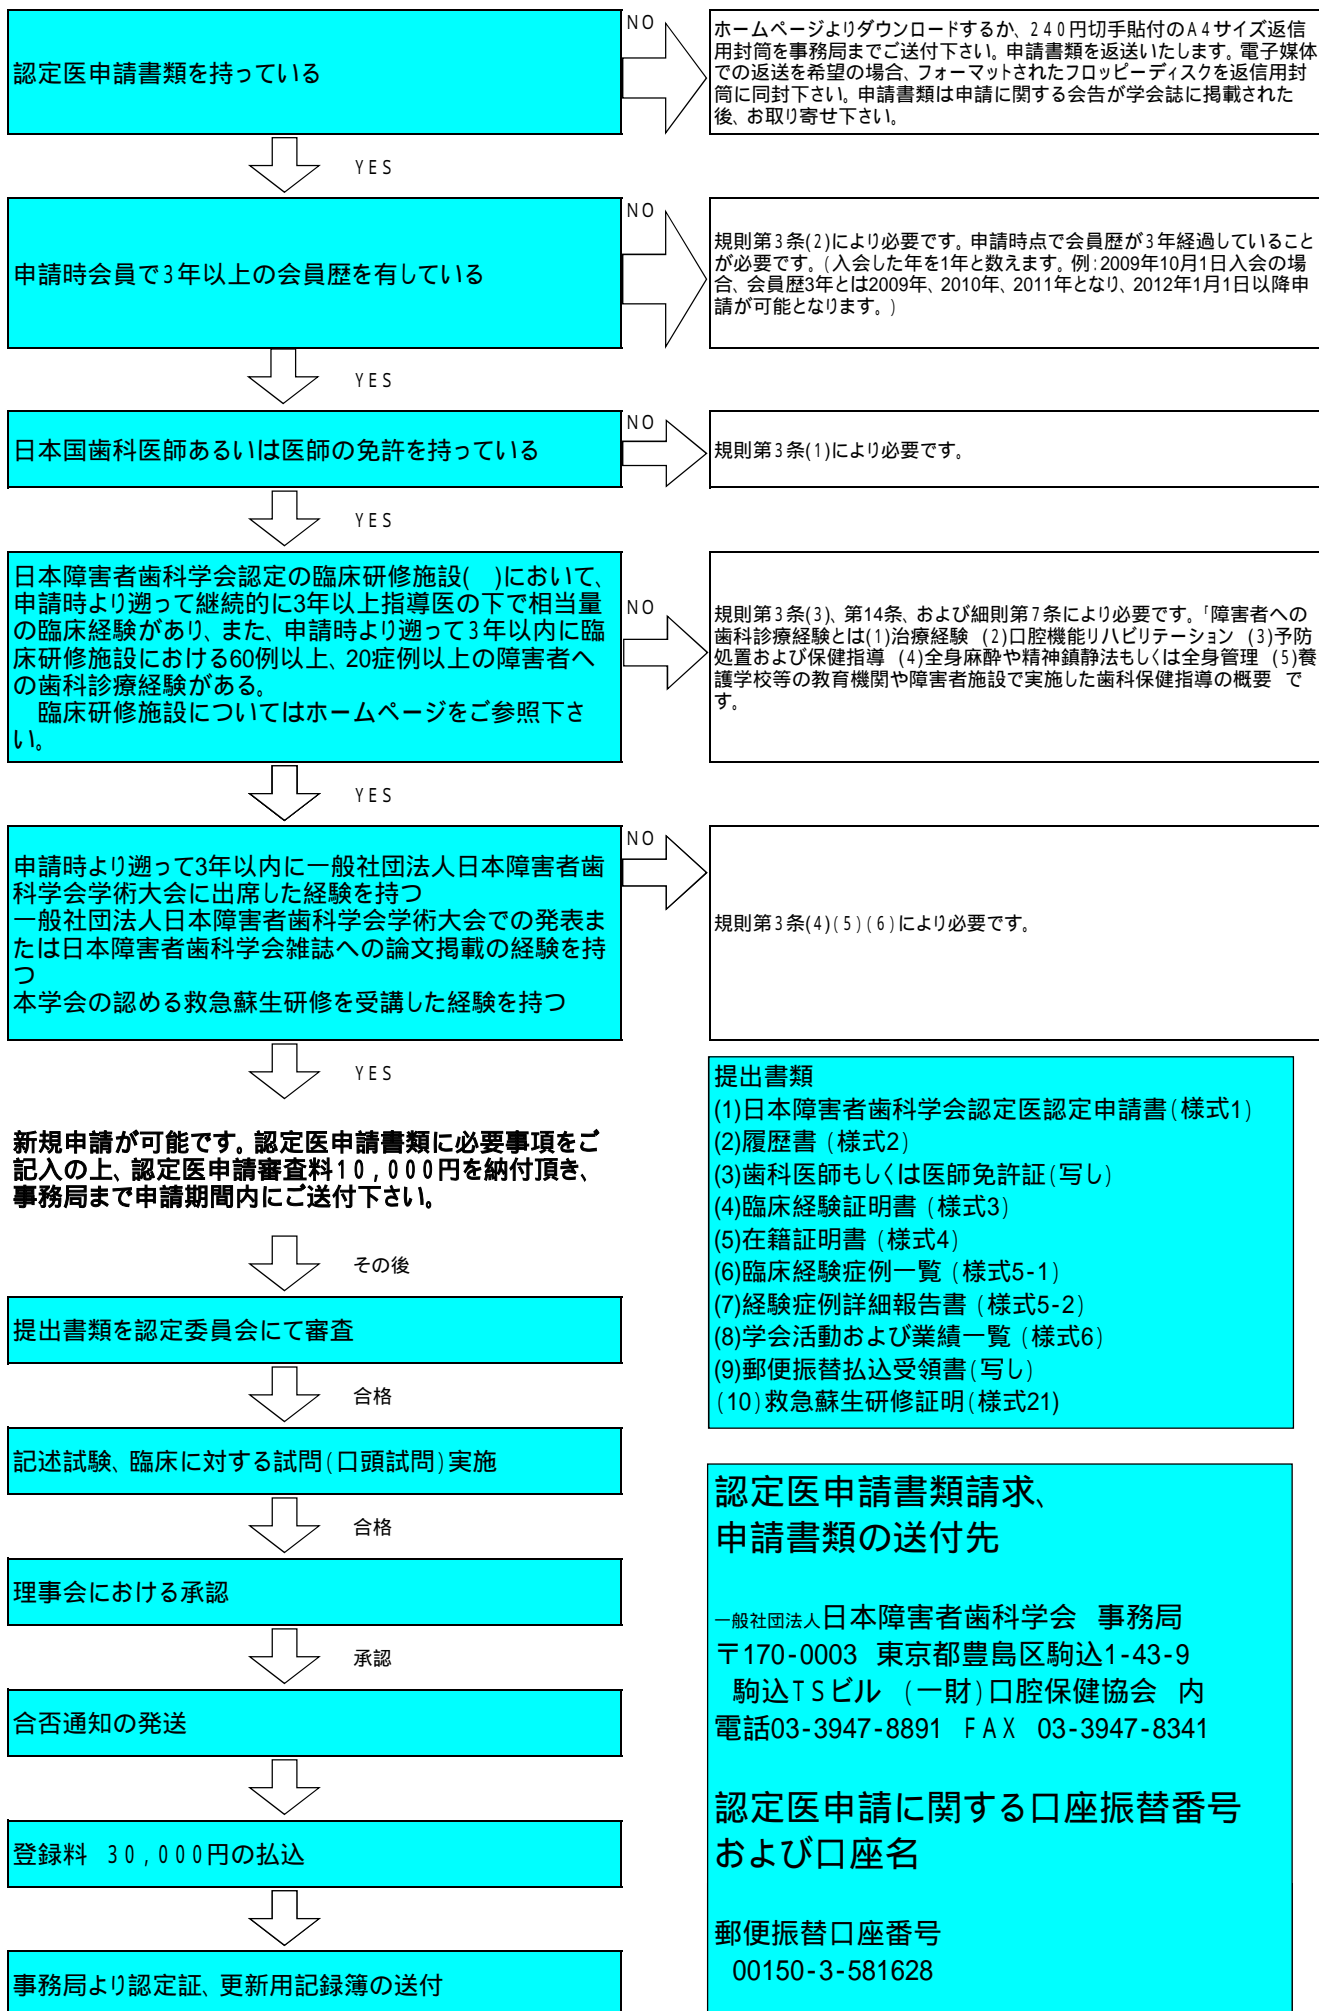 認定医申請書類を持っている
NO
ホームページよりダウンロードするか、240円切手貼付のA4サイズ返信
用封筒を事務局までご送付下さい。申請書類を返送いたします。電子媒体
での返送を希望の場合、フォーマットされたフロッピーディスクを返信用封
筒に同封下さい。申請書類は申請に関する会告が学会誌に掲載された
後、お取り寄せ下さい。
YES
申請時会員で3年以上の会員歴を有している
NO
規則第3条(2)により必要です。申請時点で会員歴が3年経過していること
が必要です。(入会した年を1年と数えます。例:2009年10月1日入会の場
合、会員歴3年とは2009年、2010年、2011年となり、2012年1月1日以降申
請が可能となります。)
YES
日本国歯科医師あるいは医師の免許を持っている
NO
規則第3条(1)により必要です。
YES
日本障害者歯科学会認定の臨床研修施設( )において、
申請時より遡って継続的に3年以上指導医の下で相当量
の臨床経験があり、また、申請時より遡って3年以内に臨
床研修施設における60例以上、20症例以上の障害者へ
の歯科診療経験がある。
臨床研修施設についてはホームページをご参照下さ
い。
NO
規則第3条(3)、第14条、および細則第7条により必要です。「障害者への
歯科診療経験とは(1)治療経験 (2)口腔機能リハビリテーション (3)予防
処置および保健指導 (4)全身麻酔や精神鎮静法もしくは全身管理 (5)養
護学校等の教育機関や障害者施設で実施した歯科保健指導の概要 で
す。
YES
申請時より遡って3年以内に一般社団法人日本障害者歯
科学会学術大会に出席した経験を持つ
一般社団法人日本障害者歯科学会学術大会での発表ま
たは日本障害者歯科学会雑誌への論文掲載の経験を持
つ
本学会の認める救急蘇生研修を受講した経験を持つ
NO
規則第3条(4)(5)(6)により必要です。
YES
新規申請が可能です。認定医申請書類に必要事項をご
記入の上、認定医申請審査料10,000円を納付頂き、
事務局まで申請期間内にご送付下さい。
その後
提出書類を認定委員会にて審査
合格
記述試験、臨床に対する試問(口頭試問)実施
合格
理事会における承認
承認
合否通知の発送
登録料 30,000円の払込
事務局より認定証、更新用記録簿の送付
提出書類
(1)日本障害者歯科学会認定医認定申請書(様式1)
(2)履歴書 (様式2)
(3)歯科医師もしくは医師免許証(写し)
(4)臨床経験証明書 (様式3)
(5)在籍証明書 (様式4)
(6)臨床経験症例一覧 (様式5-1)
(7)経験症例詳細報告書 (様式5-2)
(8)学会活動および業績一覧 (様式6)
(9)郵便振替払込受領書(写し)
(10)救急蘇生研修証明(様式21)
認定医申請書類請求、
申請書類の送付先
一般社団法人日本障害者歯科学会 事務局
〒170-0003 東京都豊島区駒込1-43-9
駒込TSビル (一財)口腔保健協会 内
電話03-3947-8891 FAX 03-3947-8341
認定医申請に関する口座振替番号
および口座名
郵便振替口座番号
00150-3-581628